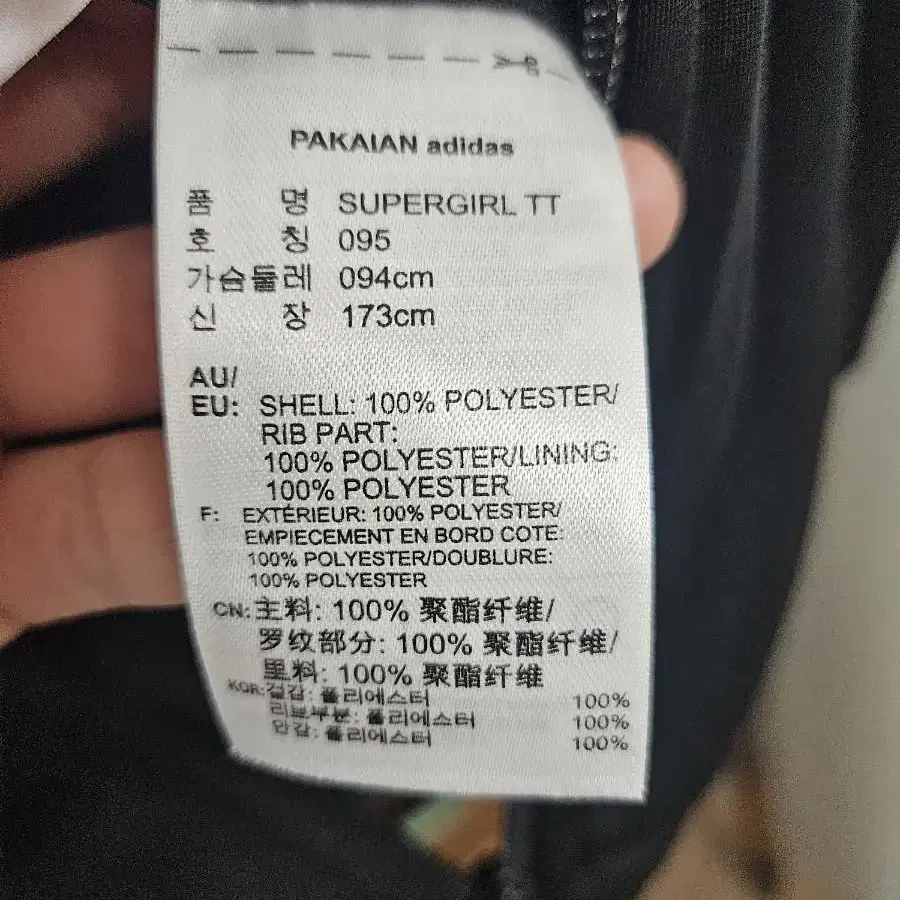 PAKAIAN adidas
품 명 SUPERGIRL TT
호 칭 095
가슴둘레 094cm
신 장 173cm
AU/
EU: SHELL: 100% POLYESTER/
RIB PART:
100% POLYESTER/LINING:
100% POLYESTER
F: EXTÉRIEUR: 100% POLYESTER/
EMPIECEMENT EN BORD COTE:
100% POLYESTER/DOUBLURE:
100% POLYESTER
CN: 主料: 100% 聚酯纤维/
罗纹部分: 100% 聚酯纤维/
里料: 100% 聚酯纤维
KOR: 겉감: 폴리에스터 100%
리브부분: 폴리에스터 100%
안감: 폴리에스터 100%